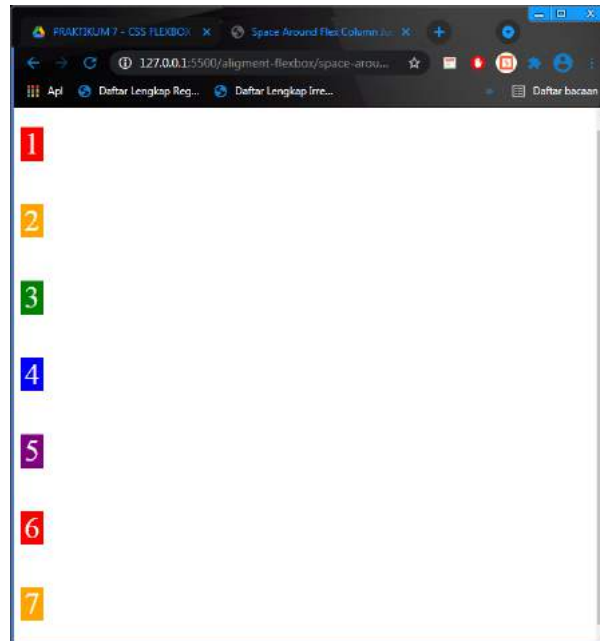 PRAKTIKUM 7 - CSS FLEXBOX
Space Around Flex Column Jus
127.0.0.1:5500/aligment-flexbox/space-arou...
Apl
Daftar Lengkap Reg...
Daftar Lengkap Irre...
Daftar bacaan
1
2
3
4
5
6
7